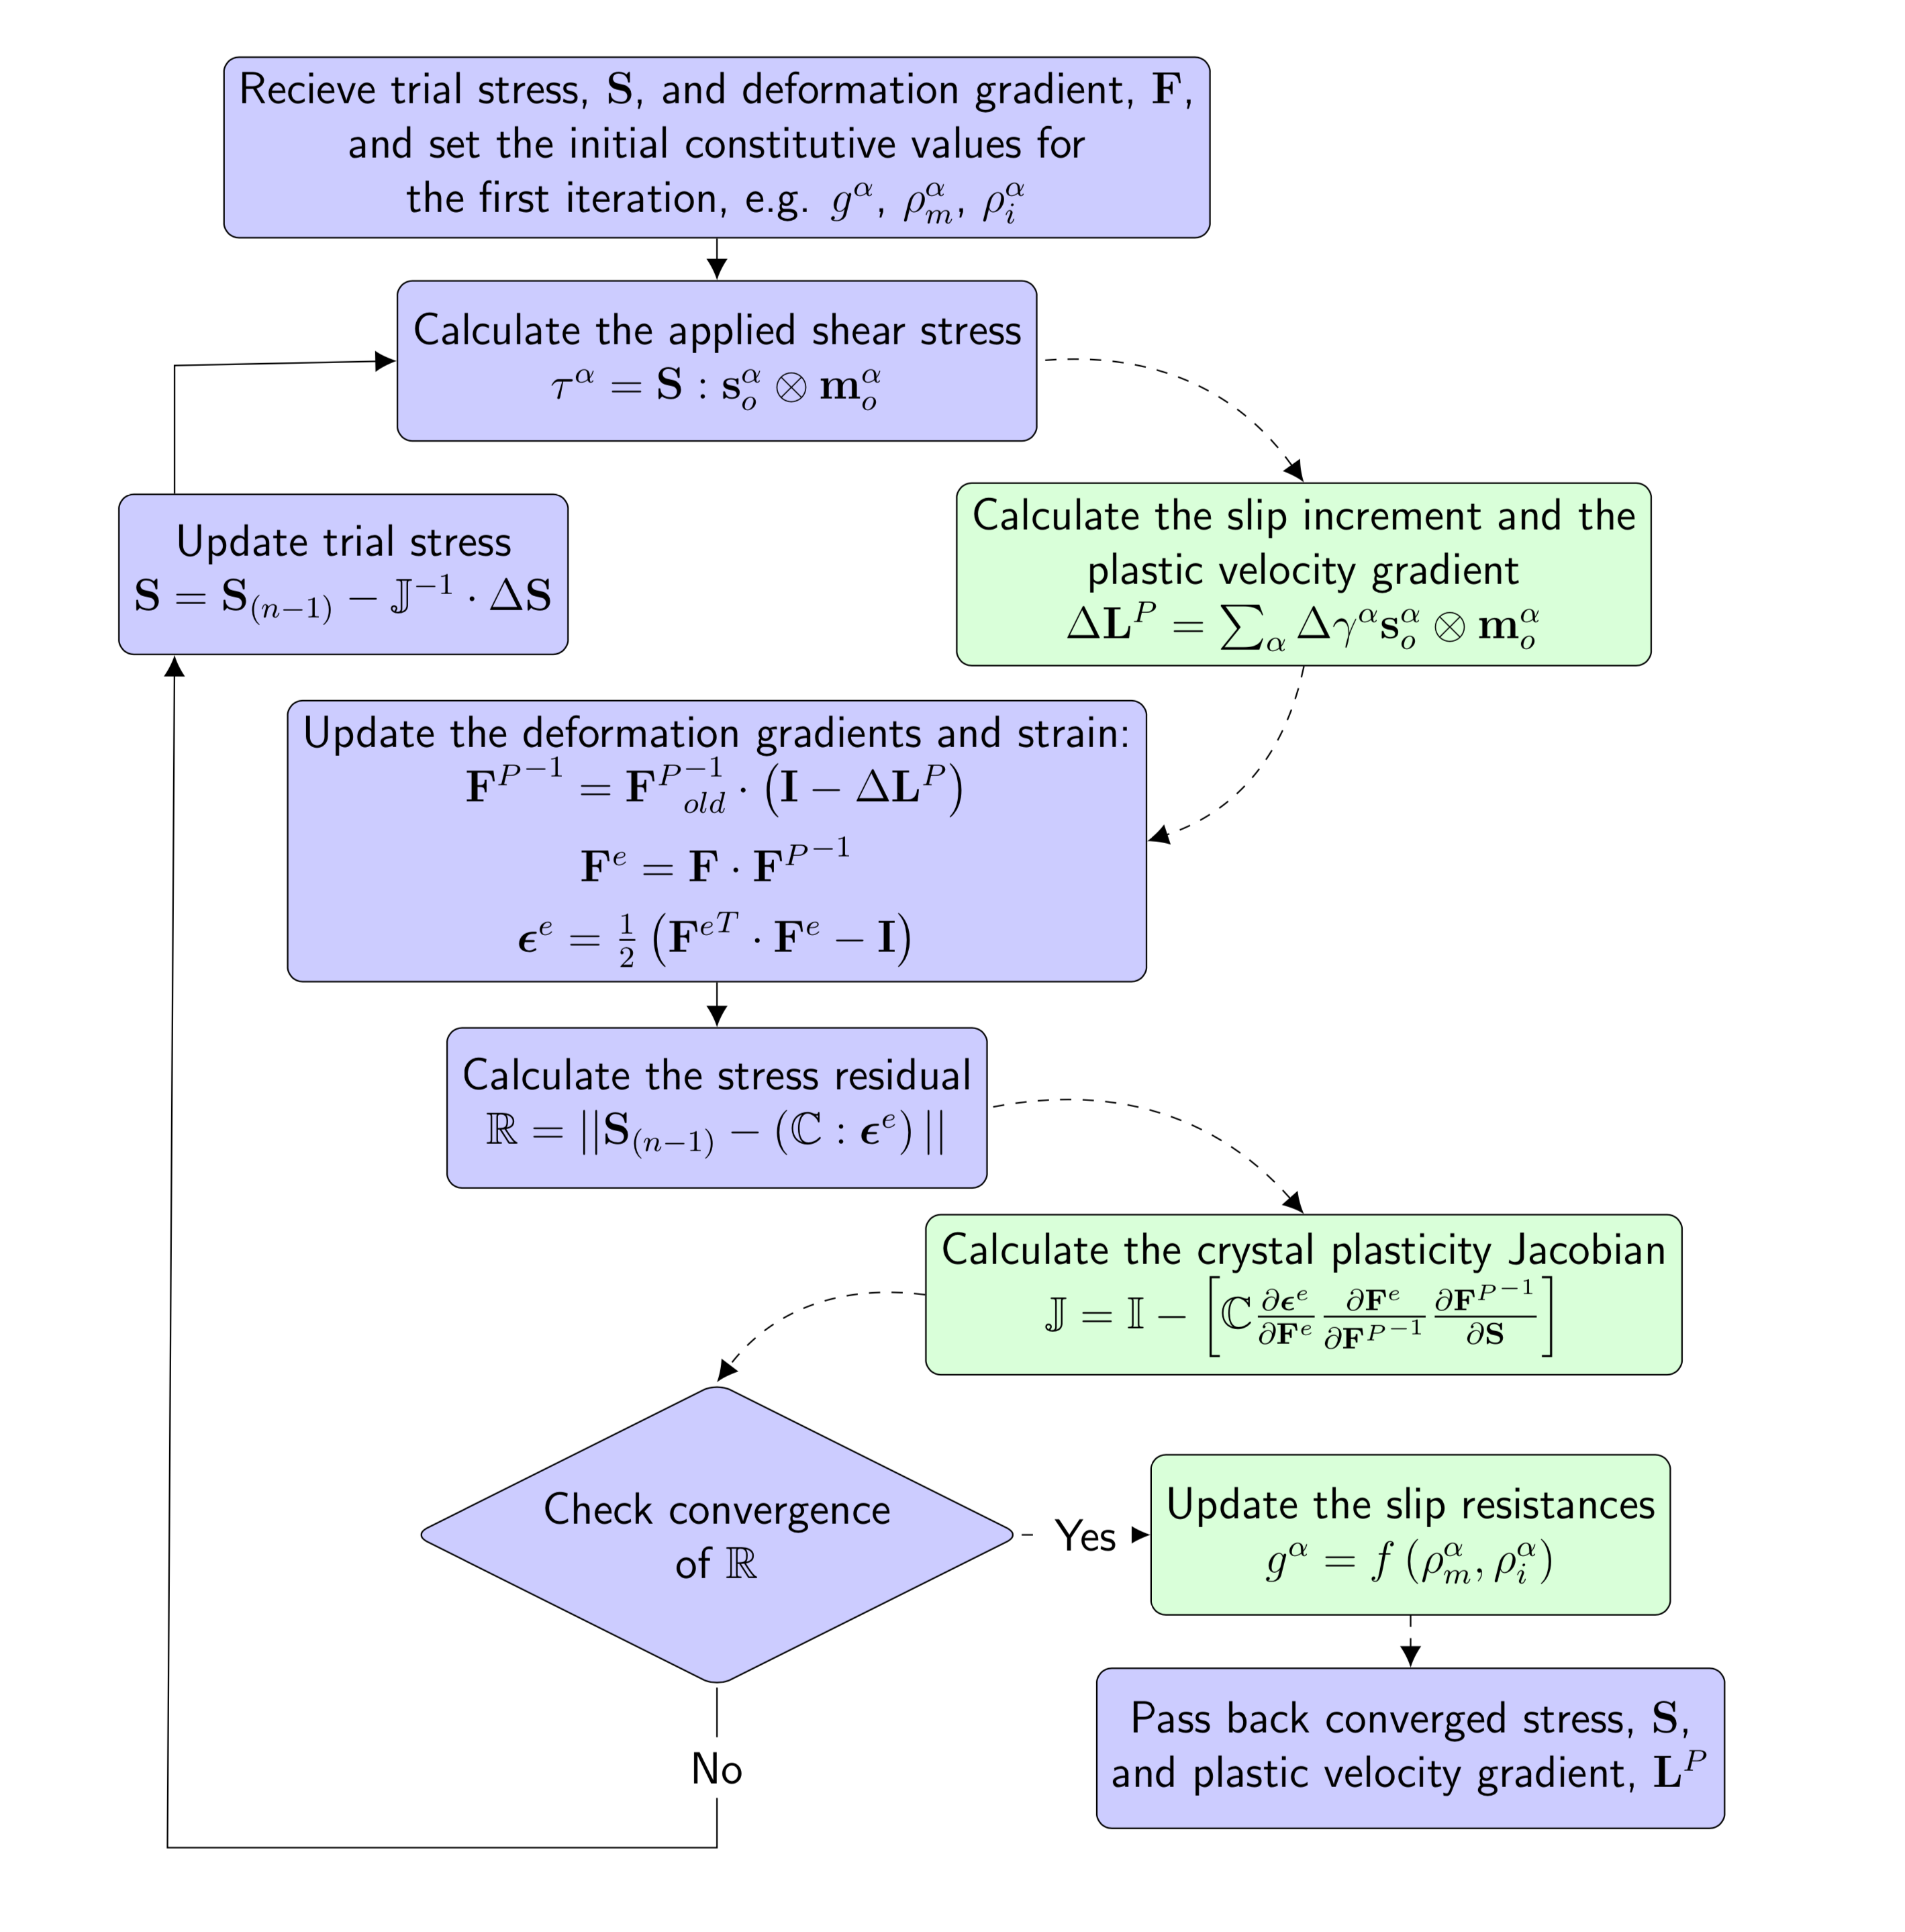 Recieve trial stress, 𝐒, and deformation gradient, 𝐅,
and set the initial constitutive values for
the first iteration, e.g. $g^{\alpha}$, $\rho_m^{\alpha}$, $\rho_i^{\alpha}$
Calculate the applied shear stress
$\tau^{\alpha} = \mathbf{S} : \mathbf{s}_o^{\alpha} \otimes \mathbf{m}_o^{\alpha}$
Calculate the slip increment and the
plastic velocity gradient
$\Delta \mathbf{L}^P = \sum_{\alpha} \Delta\gamma^{\alpha} \mathbf{s}_o^{\alpha} \otimes \mathbf{m}_o^{\alpha}$
Update trial stress
$\mathbf{S} = \mathbf{S}_{(n-1)} - \mathbb{J}^{-1} \cdot \Delta\mathbf{S}$
Update the deformation gradients and strain:
$\mathbf{F}^{P^{-1}} = \mathbf{F}^{P^{-1}}_{old} \cdot \left(\mathbf{I} - \Delta\mathbf{L}^P\right)$
$\mathbf{F}^e = \mathbf{F} \cdot \mathbf{F}^{P^{-1}}$
$\boldsymbol{\epsilon}^e = \frac{1}{2} \left(\mathbf{F}^{e^T} \cdot \mathbf{F}^e - \mathbf{I}\right)$
Calculate the stress residual
$\mathbb{R} = ||\mathbf{S}_{(n-1)} - \left(\mathbb{C} : \boldsymbol{\epsilon}^e\right)||$
Calculate the crystal plasticity Jacobian
$\mathbb{J} = \mathbb{I} - \left[\mathbb{C} \frac{\partial \boldsymbol{\epsilon}^e}{\partial \mathbf{F}^e} \frac{\partial \mathbf{F}^e}{\partial \mathbf{F}^{P^{-1}}} \frac{\partial \mathbf{F}^{P^{-1}}}{\partial \mathbf{S}}\right]$
Check convergence
of ℝ
Yes
Update the slip resistances
$g^{\alpha} = f\left(\rho_m^{\alpha}, \rho_i^{\alpha}\right)$
No
Pass back converged stress, 𝐒,
and plastic velocity gradient, $\mathbf{L}^P$